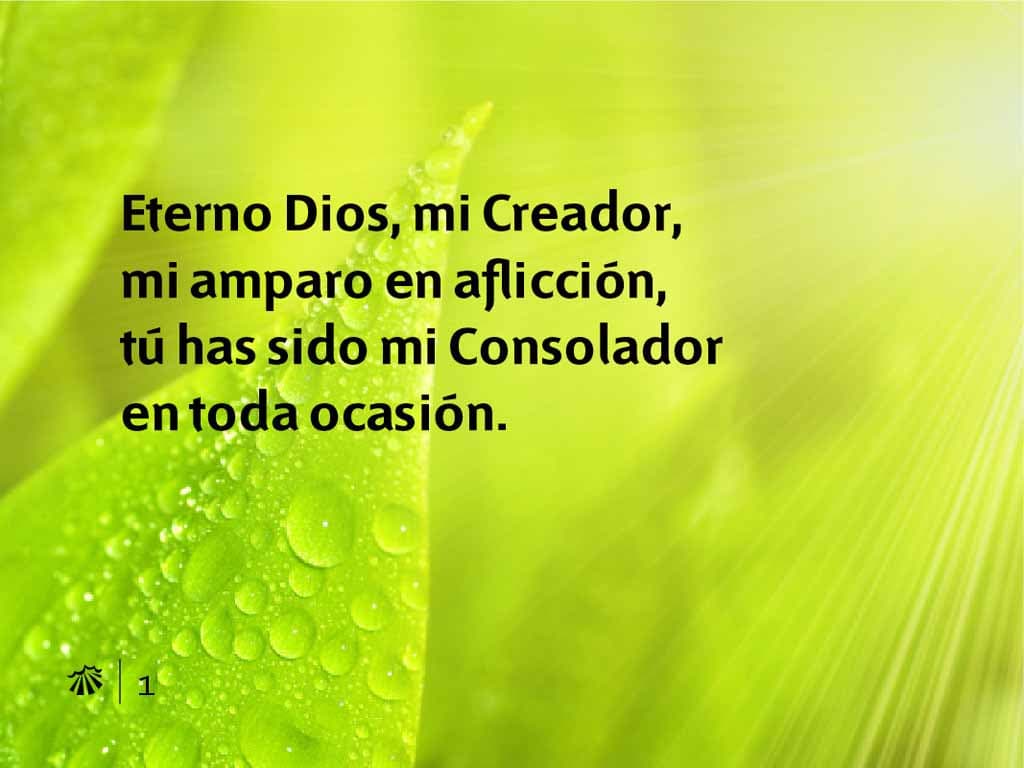 Eterno Dios, mi Creador,
mi amparo en aflicción,
tú has sido mi Consolador
en toda ocasión.
1